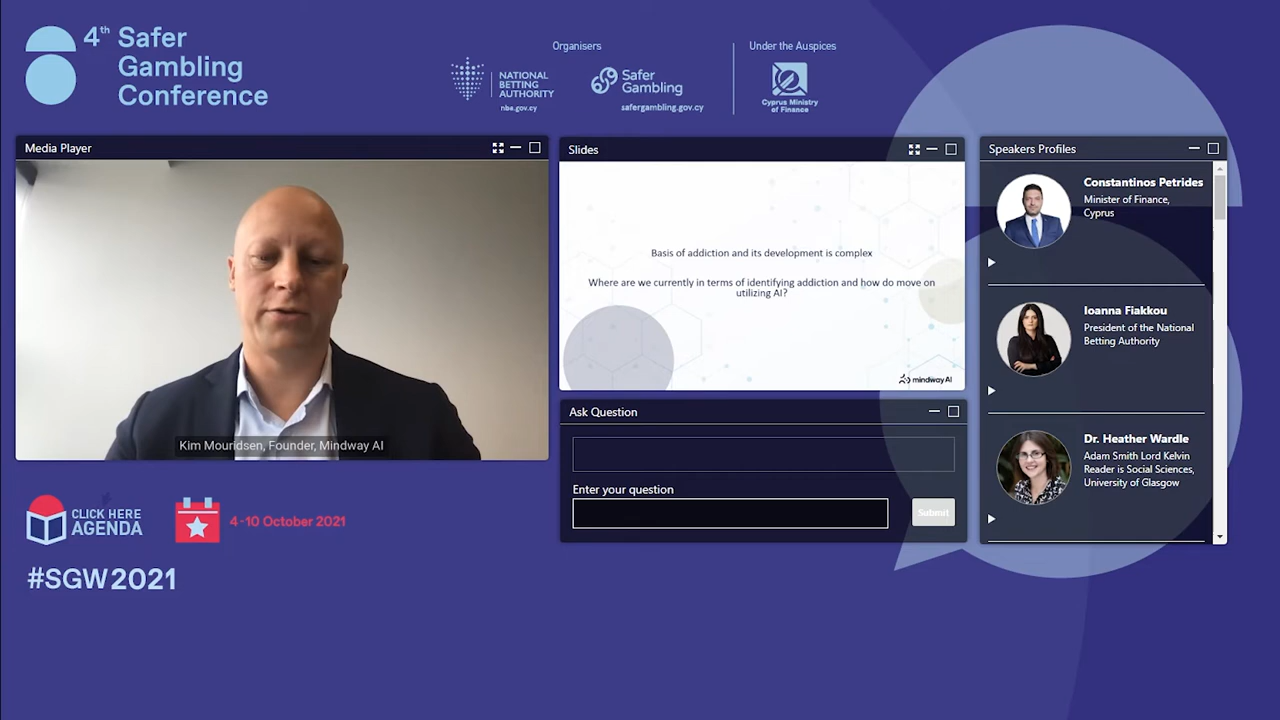 4th Safer
Gambling
Conference
Organisers
NATIONAL
BETTING
AUTHORITY
nba.gov.cy
Safer
Gambling
safergambling.gov.cy
Under the Auspices
Cyprus Ministry
of Finance
Media Player
Kim Mouridsen, Founder, Mindway AI
Slides
Basis of addiction and its development is complex
Where are we currently in terms of identifying addiction and how do move on
utilizing AI?
mindway AI
Ask Question
Enter your question
Submit
Speakers Profiles
Constantinos Petrides
Minister of Finance,
Cyprus
Ioanna Fiakkou
President of the National
Betting Authority
Dr. Heather Wardle
Adam Smith Lord Kelvin
Reader is Social Sciences,
University of Glasgow
CLICK HERE
AGENDA
4-10 October 2021
#SGW2021